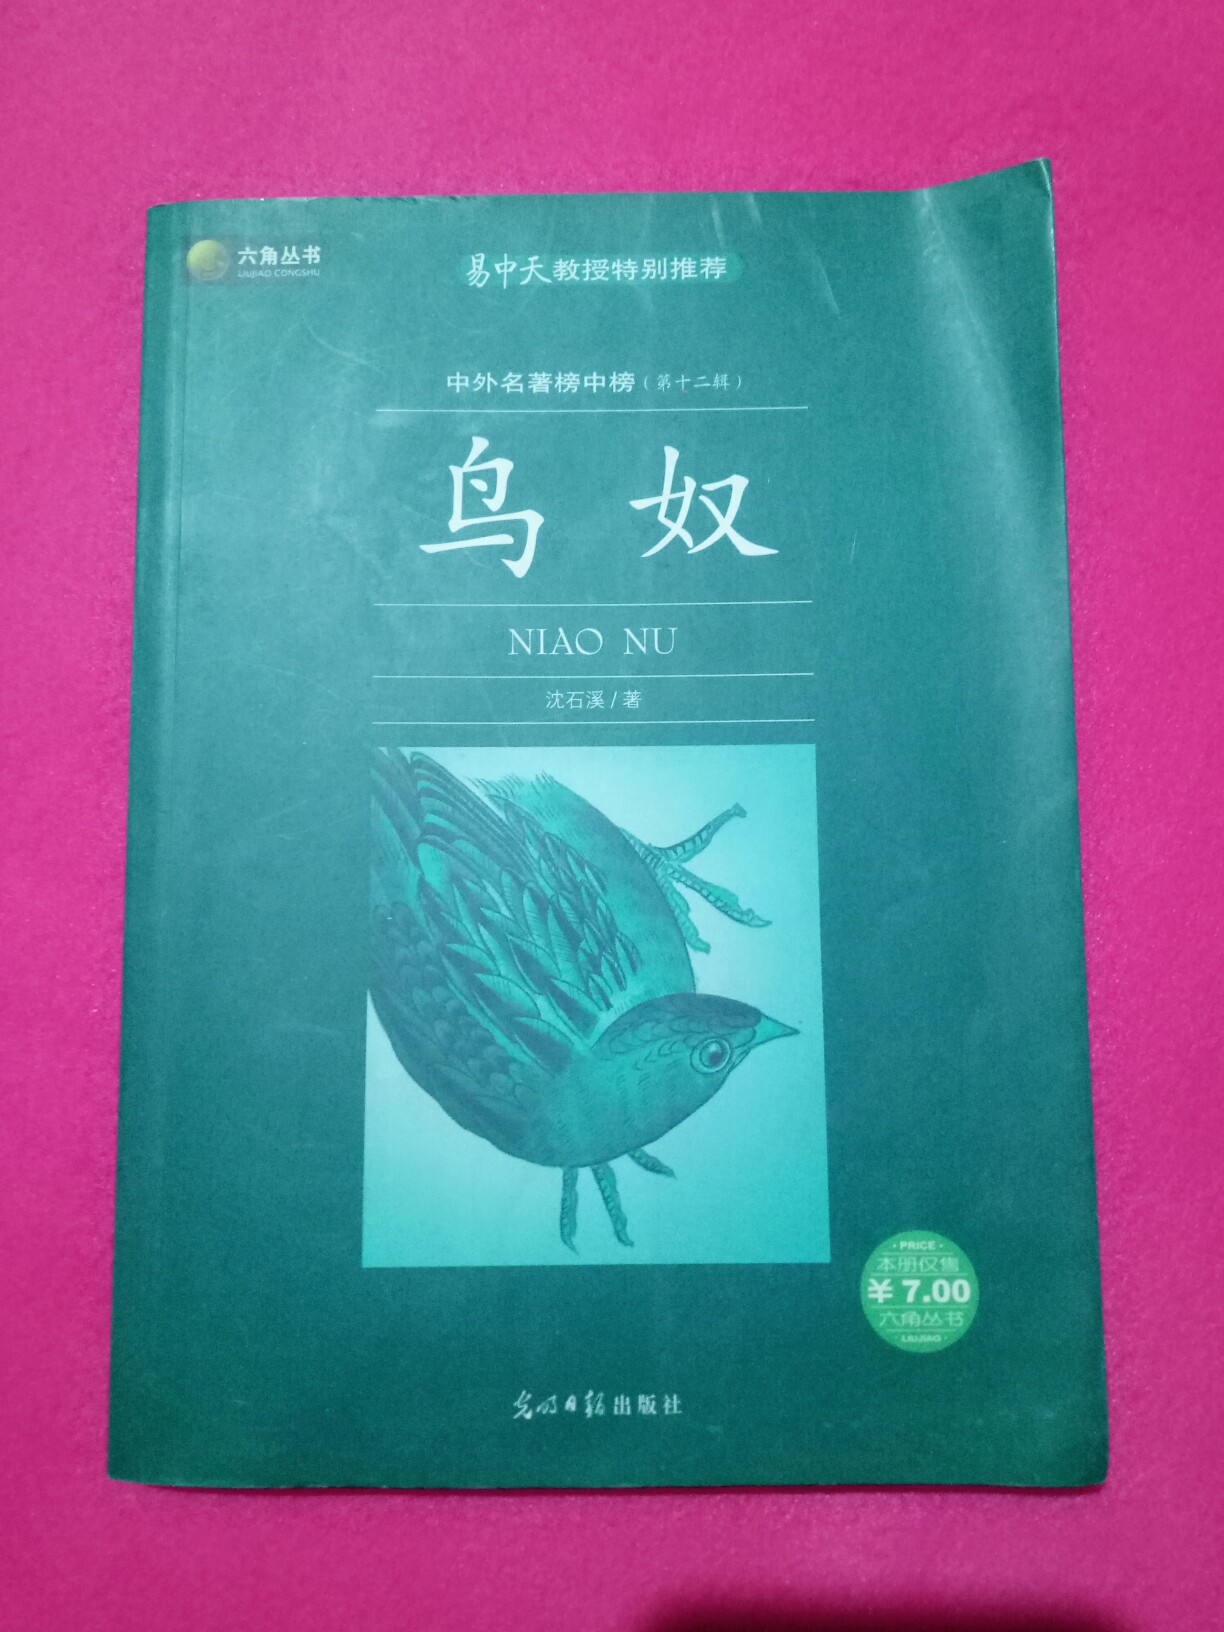 六角丛书
LIUJIAO CONGSHU
易中天教授特别推荐
中外名著榜中榜（第十二辑）
鸟 奴
NIAO NU
沈石溪/著
·PRICE·
本册仅售
¥7.00
六角丛书
·LIUJIAO·
光明日报出版社